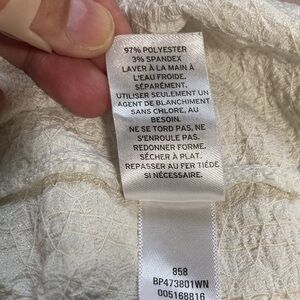 97% POLYESTER
3% SPANDEX
LAVER À LA MAIN À
L'EAU FROIDE,
SÉPARÉMENT.
UTILISER SEULEMENT UN
AGENT DE BLANCHIMENT
SANS CHLORE, AU
BESOIN.
NE SE TORD PAS, NE
S'ENROULE PAS.
REDONNER FORME.
SÉCHER À PLAT.
REPASSER AU FER TIÈDE
SI NÉCESSAIRE.
858
BP473801WN
005168816